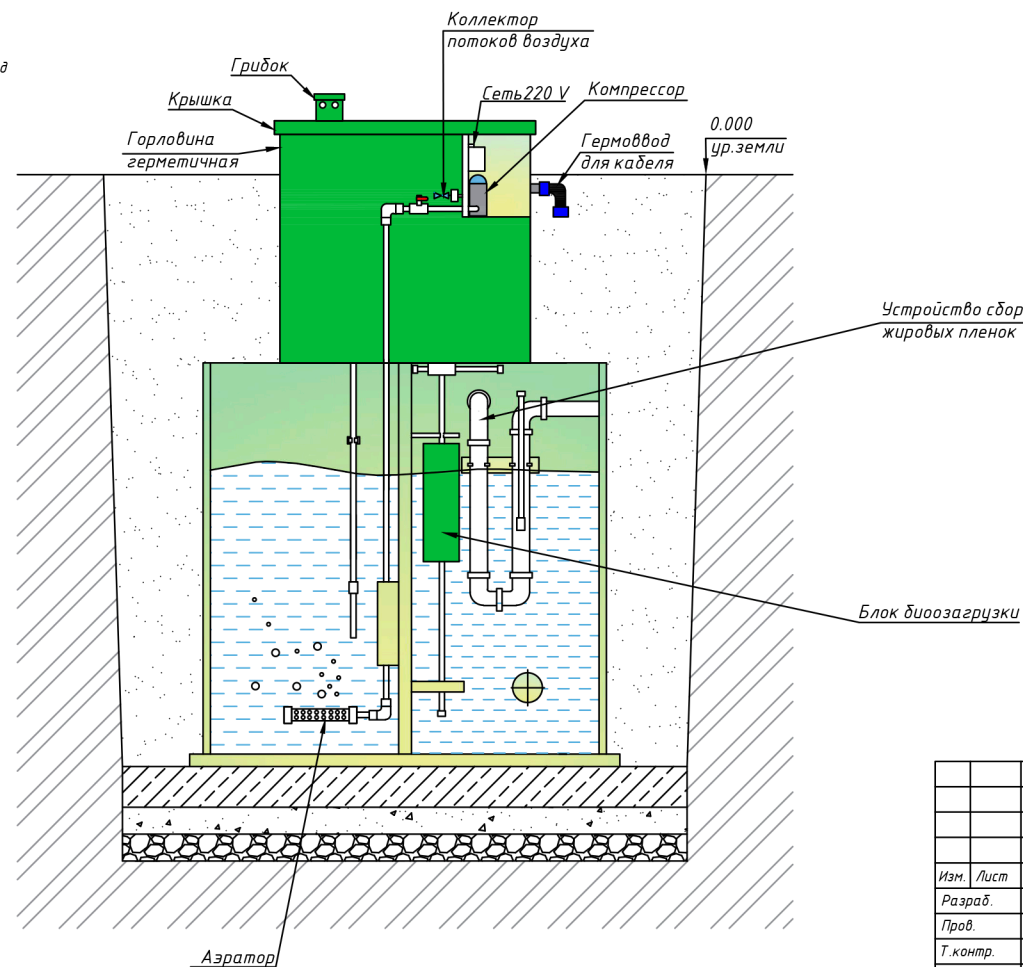 Коллектор
потоков воздуха
д
Грибок
Крышка
Сеть220 V
Компрессор
Горловина
герметичная
Гермоввод
для кабеля
0.000
ур.земли
Устройство сбор
жировых пленок
Блок биоозагрузки
Аэратор
Изм. Лист
Разраб.
Пров.
Т.контр.